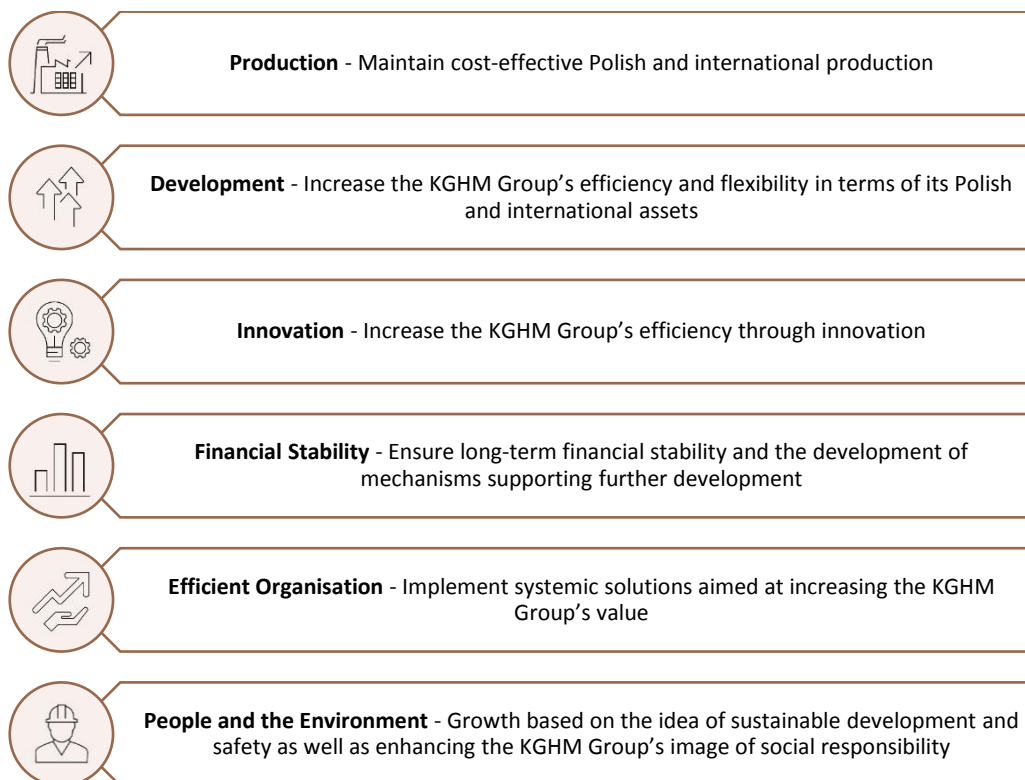 Production - Maintain cost-effective Polish and international production
Development - Increase the KGHM Group's efficiency and flexibility in terms of its Polish
and international assets
Innovation - Increase the KGHM Group's efficiency through innovation
Financial Stability - Ensure long-term financial stability and the development of
mechanisms supporting further development
Efficient Organisation - Implement systemic solutions aimed at increasing the KGHM
Group's value
People and the Environment - Growth based on the idea of sustainable development and
safety as well as enhancing the KGHM Group's image of social responsibility